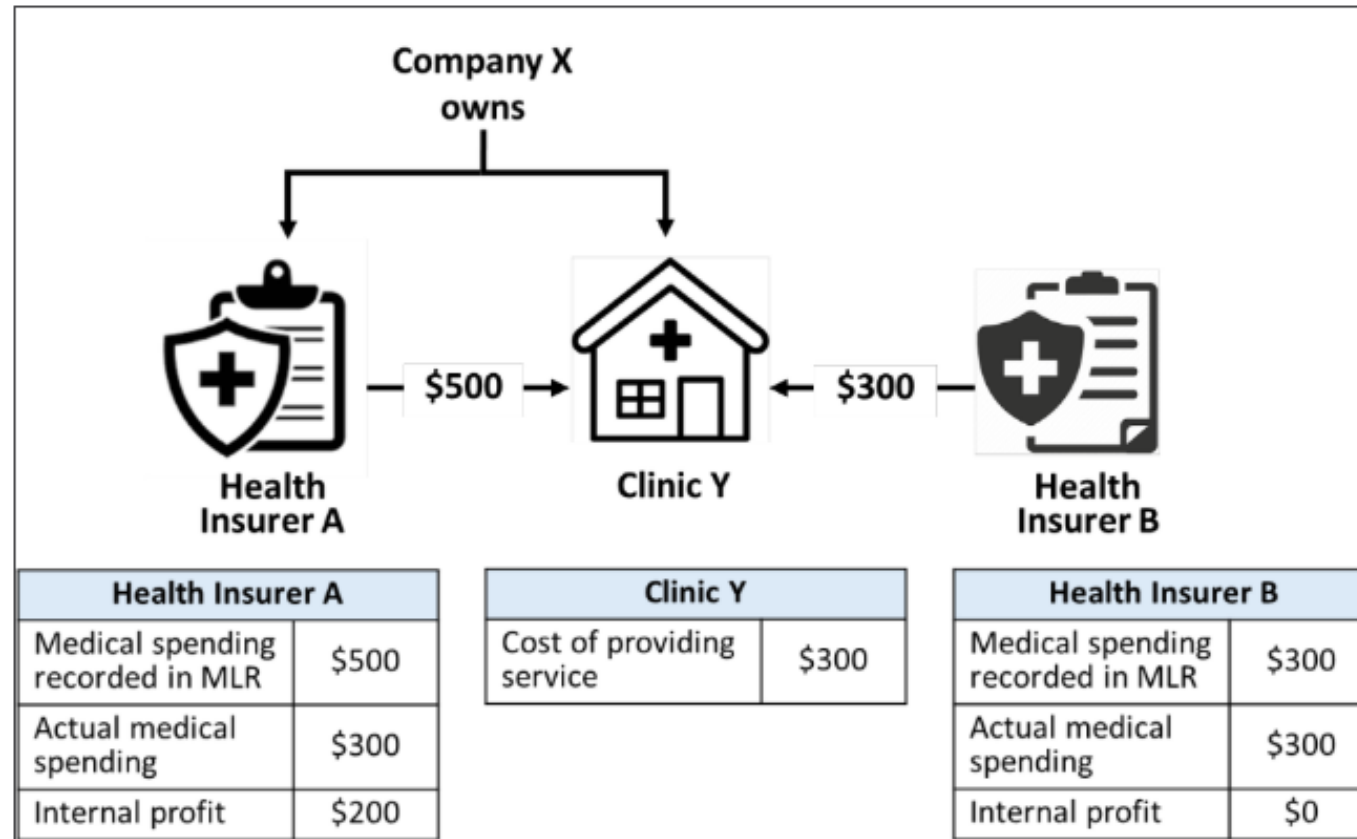 Company X
owns
$500
$300
Health
Insurer A
Clinic Y
Health
Insurer B
Health Insurer A
Medical spending
recorded in MLR
$500
Actual medical
spending
$300
Internal profit
$200
Clinic Y
Cost of providing
service
$300
Health Insurer B
Medical spending
recorded in MLR
$300
Actual medical
spending
$300
Internal profit
$0